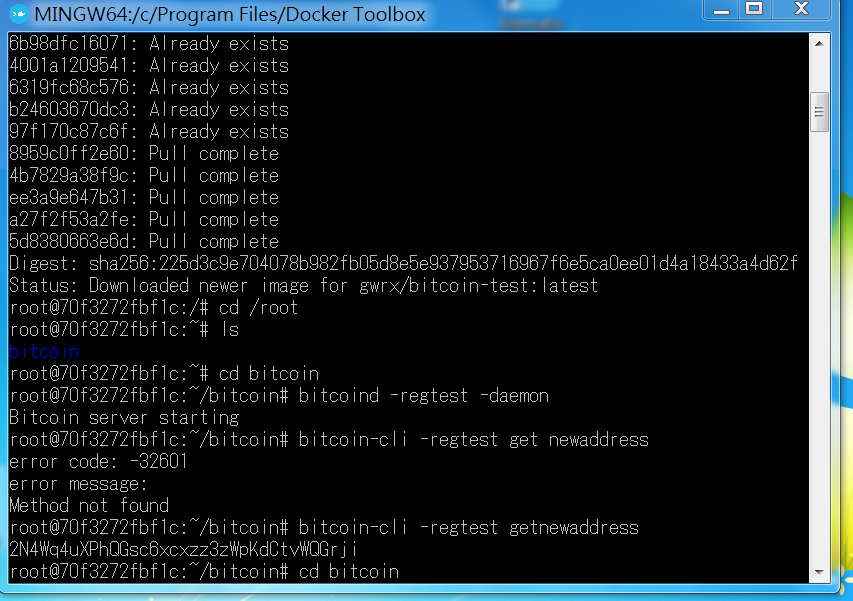 MINGW64:/c/Program Files/Docker Toolbox
6b98dfc16071: Already exists
4001a1209541: Already exists
6319fc68c576: Already exists
b24603670dc3: Already exists
97f170c87c6f: Already exists
8959c0ff2e60: Pull complete
4b7829a38f9c: Pull complete
ee3a9e647b31: Pull complete
a27f2f53a2fe: Pull complete
5d8380663e6d: Pull complete
Digest: sha256:225d3c9e704078b982fb05d8e5e937953716967f6e5ca0ee01d4a18433a4d62f
Status: Downloaded newer image for gwrx/bitcoin-test:latest
root@70f3272fbf1c:/# cd /root
root@70f3272fbf1c:~# ls
bitcoin
root@70f3272fbf1c:~# cd bitcoin
root@70f3272fbf1c:~/bitcoin# bitcoind -regtest -daemon
Bitcoin server starting
root@70f3272fbf1c:~/bitcoin# bitcoin-cli -regtest get newaddress
error code: -32601
error message:
Method not found
root@70f3272fbf1c:~/bitcoin# bitcoin-cli -regtest getnewaddress
2N4Wq4uXPhQGsc6xcxzz3zWpKdCtvWQGrji
root@70f3272fbf1c:~/bitcoin# cd bitcoin